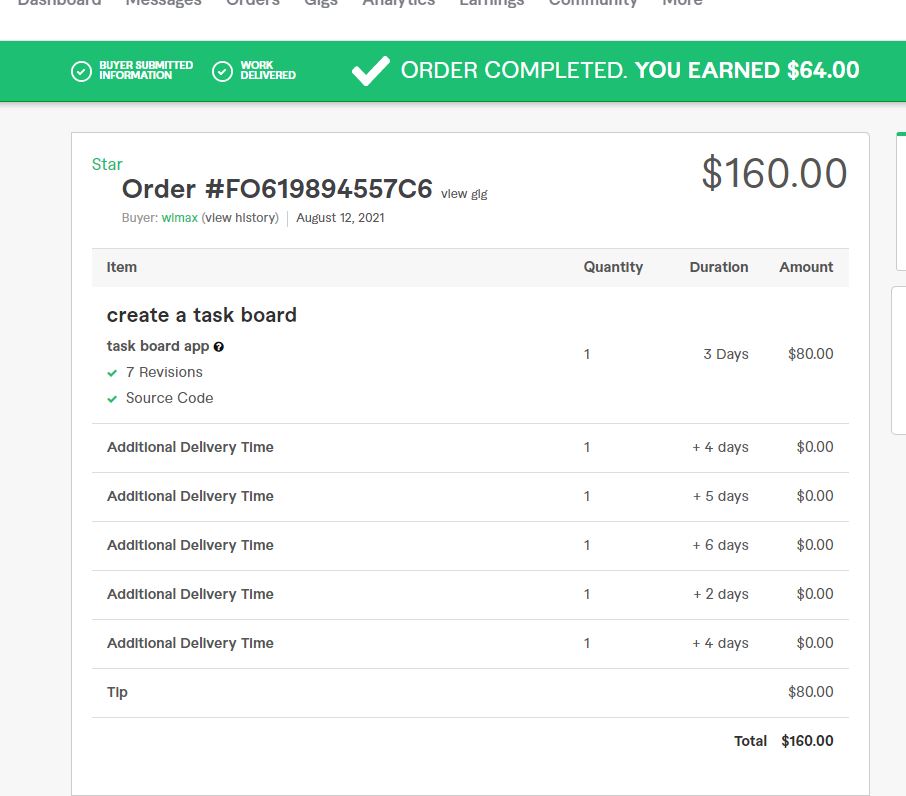 Dashboard Messages Orders Gigs Analytics Earnings Community More
BUYER SUBMITTED
INFORMATION
WORK
DELIVERED
ORDER COMPLETED. YOU EARNED $64.00
Star
$160.00
Order #FO619894557C6 view gig
Buyer: wimax (view history) | August 12, 2021
Item Quantity Duration Amount
create a task board
task board app
1 3 Days $80.00
7 Revisions
Source Code
Additional Delivery Time 1 + 4 days $0.00
Additional Delivery Time 1 + 5 days $0.00
Additional Delivery Time 1 + 6 days $0.00
Additional Delivery Time 1 + 2 days $0.00
Additional Delivery Time 1 + 4 days $0.00
Tip $80.00
Total $160.00